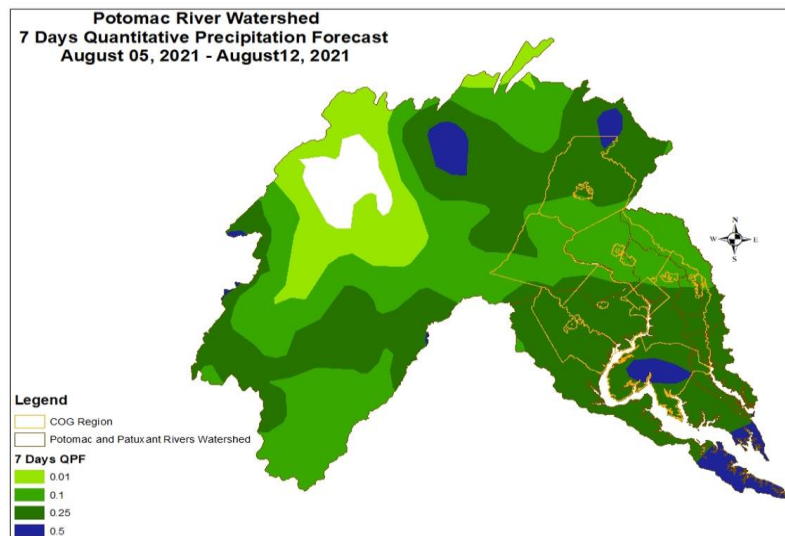 Potomac River Watershed
7 Days Quantitative Precipitation Forecast
August 05, 2021 - August12, 2021
N
W E
S
Legend
COG Region
Potomac and Patuxant Rivers Watershed
7 Days QPF
0.01
0.1
0.25
0.5